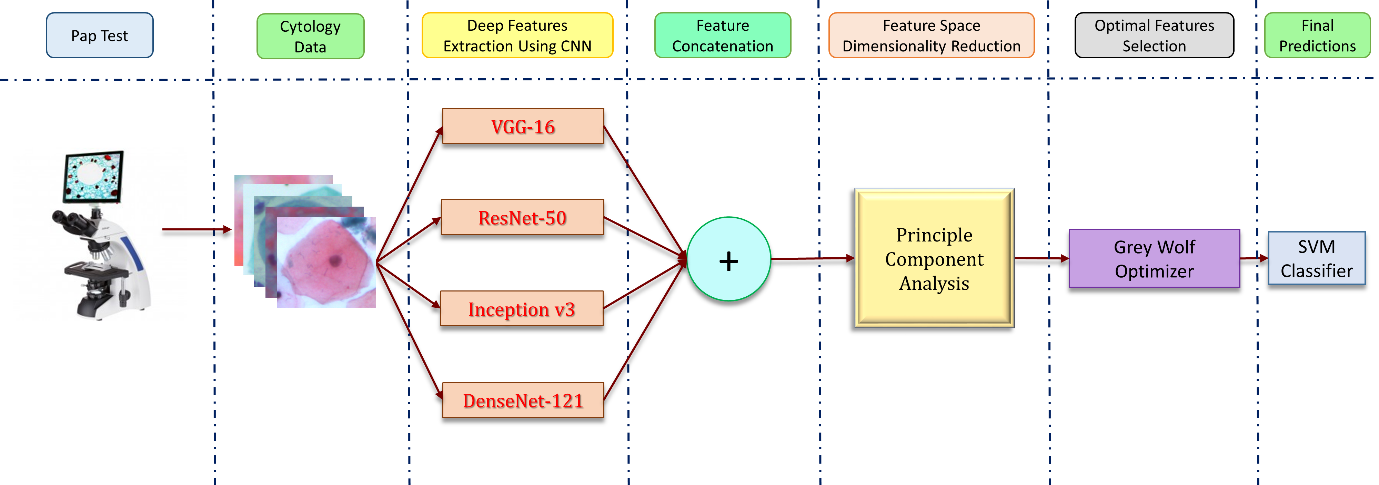 Pap Test
Cytology
Data
Deep Features
Extraction Using CNN
Feature
Concatenation
Feature Space
Dimensionality Reduction
Optimal Features
Selection
Final
Predictions
VGG-16
ResNet-50
Inception v3
DenseNet-121
+
Principle
Component
Analysis
Grey Wolf
Optimizer
SVM
Classifier